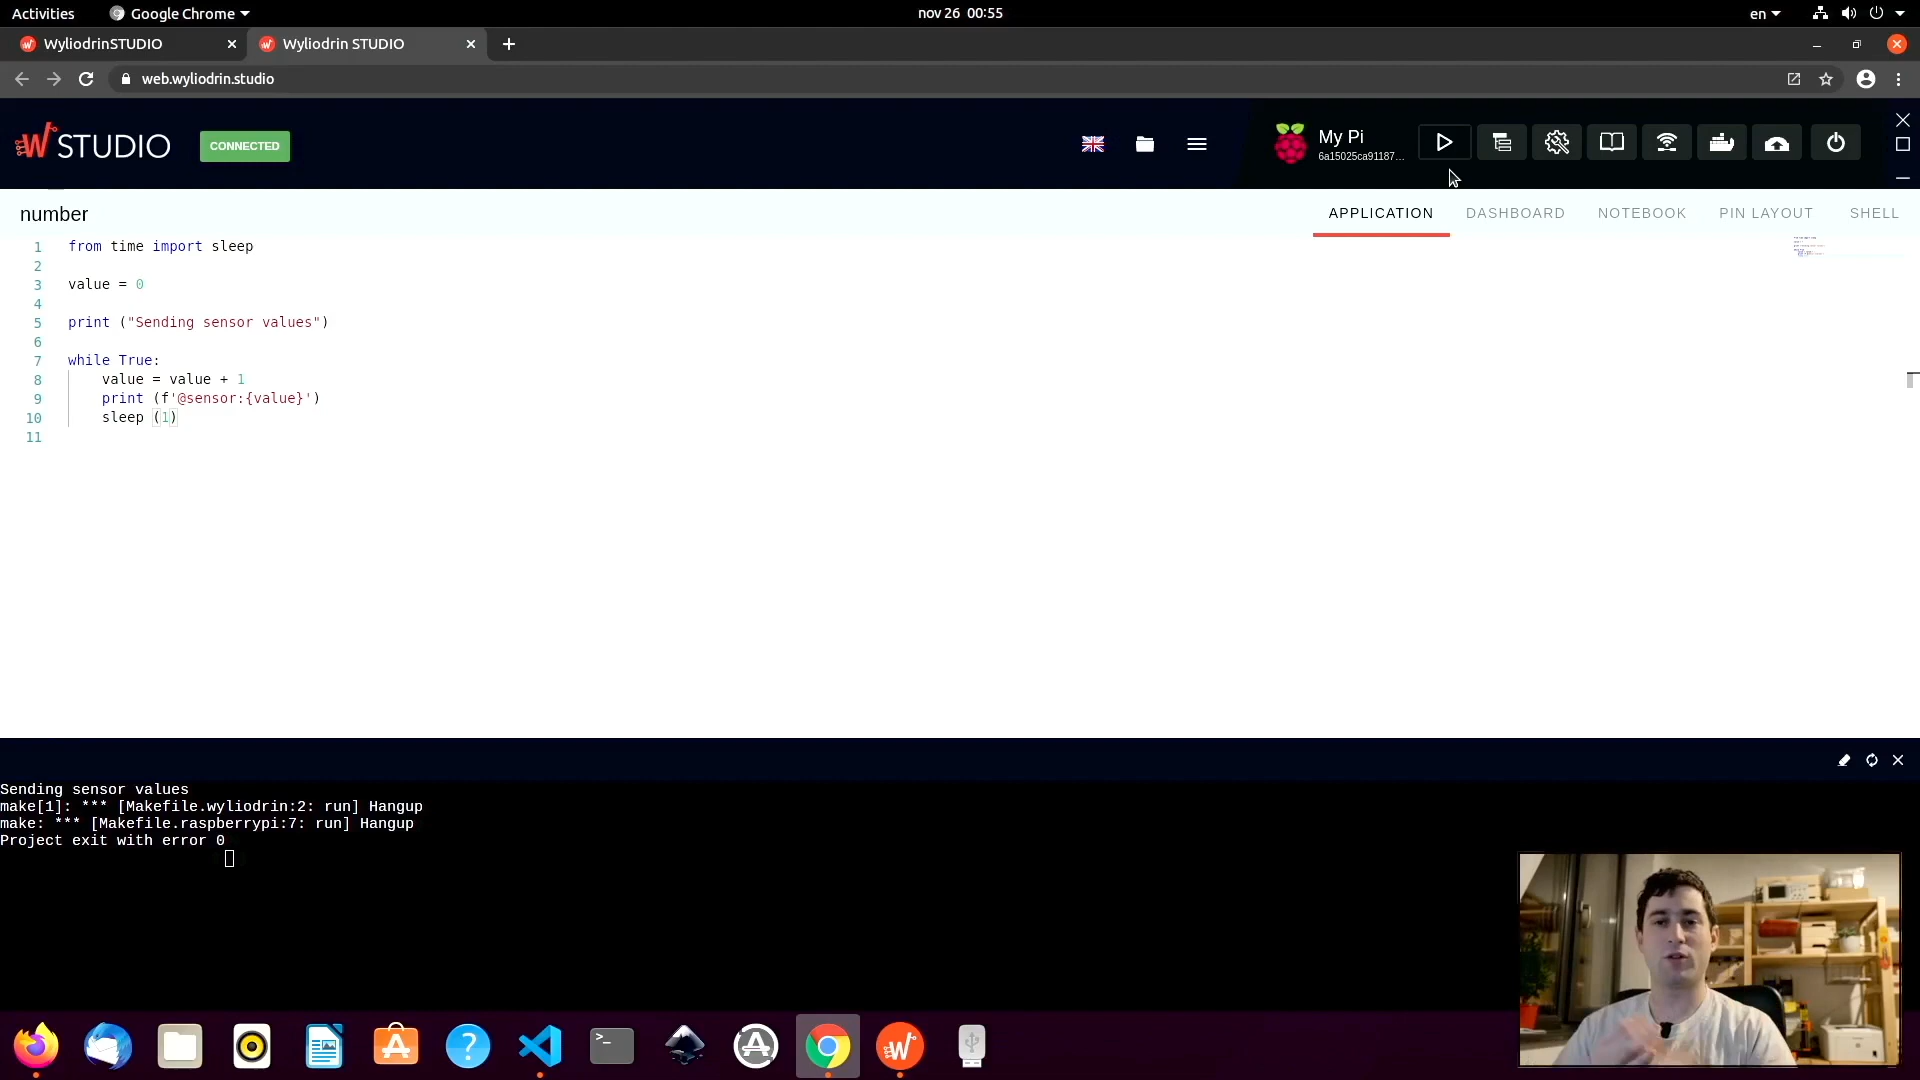 Activities Google Chrome nov 26 00:55 en
WyliodrinSTUDIO Wyliodrin STUDIO
web.wyliodrin.studio
W STUDIO CONNECTED My Pi
6a15025ca91187...
number APPLICATION DASHBOARD NOTEBOOK PIN LAYOUT SHELL
1 from time import sleep
2
3 value = 0
4
5 print ("Sending sensor values")
6
7 while True:
8 value = value + 1
9 print (f'@sensor:{value}')
10 sleep (1)
11
Sending sensor values
make[1]: *** [Makefile.wyliodrin:2: run] Hangup
make: *** [Makefile.raspberrypi:7: run] Hangup
Project exit with error 0